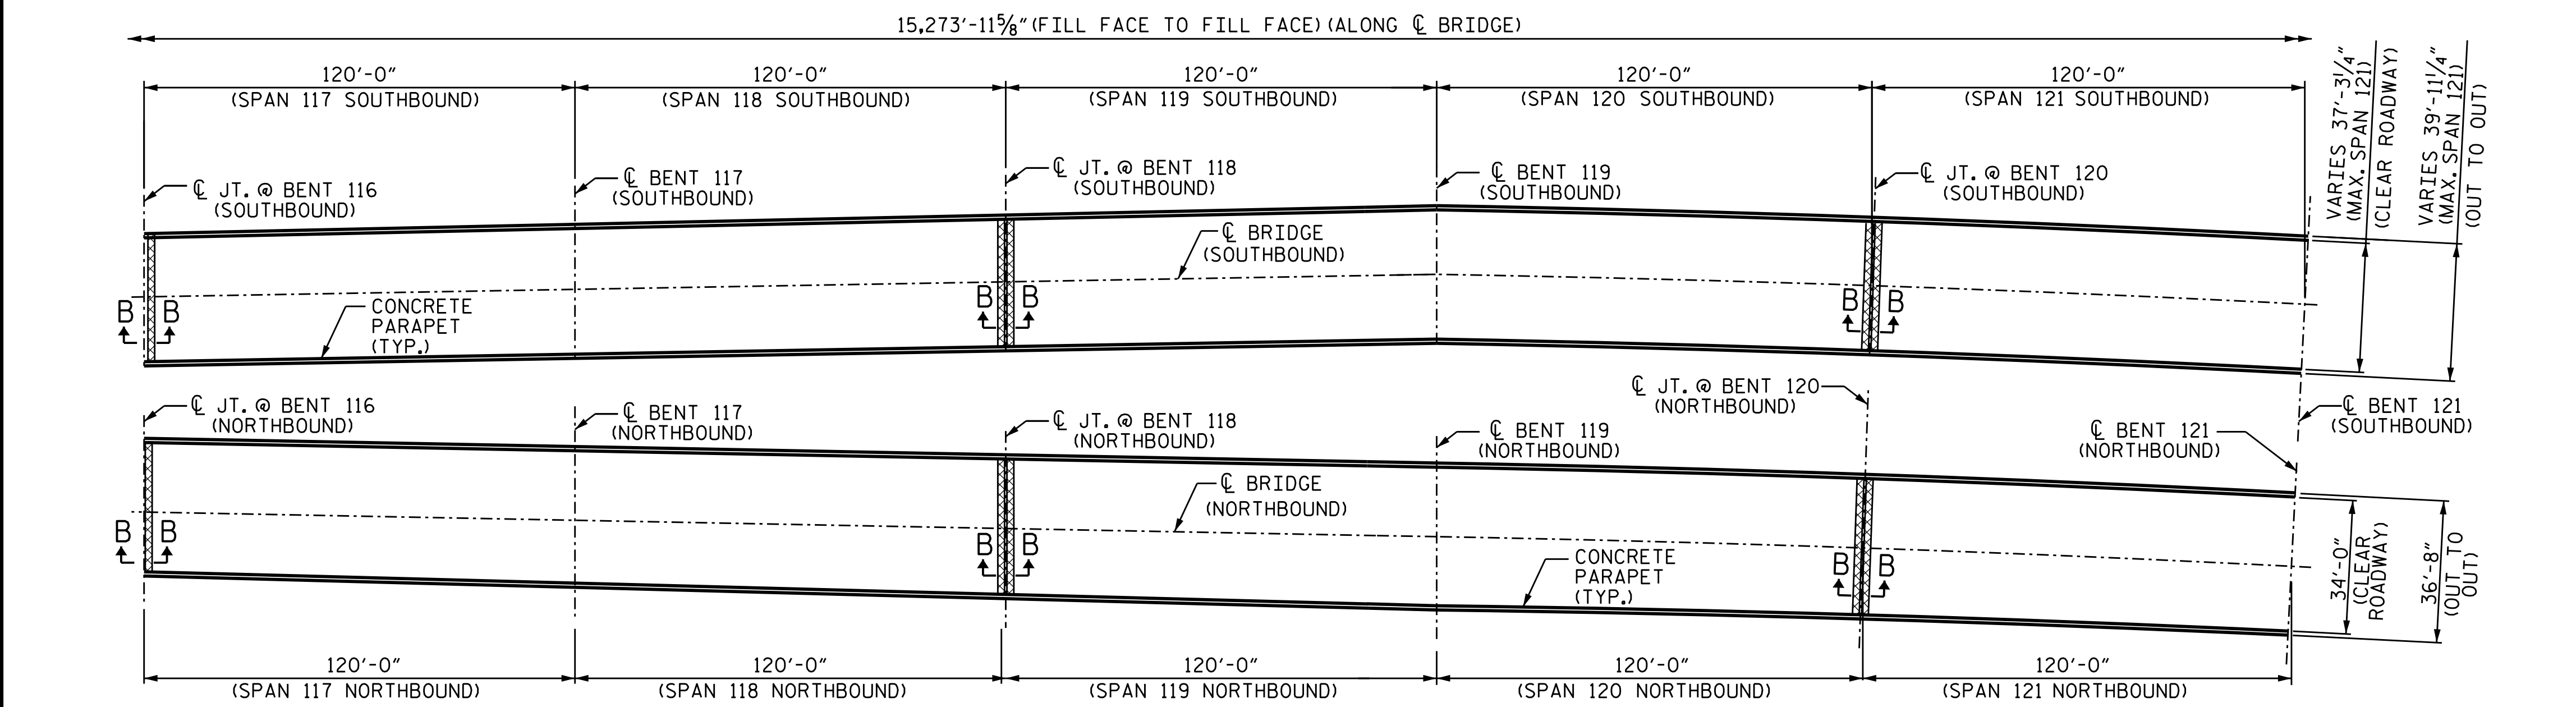 15,273'-11⅝" (FILL FACE TO FILL FACE) (ALONG ℄ BRIDGE)
120'-0"
(SPAN 117 SOUTHBOUND)
120'-0"
(SPAN 118 SOUTHBOUND)
120'-0"
(SPAN 119 SOUTHBOUND)
120'-0"
(SPAN 120 SOUTHBOUND)
120'-0"
(SPAN 121 SOUTHBOUND)
VARIES 37'-3¼"
(MAX. SPAN 121)
(CLEAR ROADWAY)
VARIES 39'-11¼"
(MAX. SPAN 121)
(OUT TO OUT)
℄ JT. @ BENT 116
(SOUTHBOUND)
℄ BENT 117
(SOUTHBOUND)
℄ JT. @ BENT 118
(SOUTHBOUND)
℄ BENT 119
(SOUTHBOUND)
℄ JT. @ BENT 120
(SOUTHBOUND)
℄ BRIDGE
(SOUTHBOUND)
B B
B B
B B
CONCRETE
PARAPET
(TYP.)
℄ JT. @ BENT 116
(NORTHBOUND)
℄ BENT 117
(NORTHBOUND)
℄ JT. @ BENT 118
(NORTHBOUND)
℄ BENT 119
(NORTHBOUND)
℄ JT. @ BENT 120
(NORTHBOUND)
℄ BENT 121
(NORTHBOUND)
℄ BENT 121
(SOUTHBOUND)
℄ BRIDGE
(NORTHBOUND)
B B
B B
B B
CONCRETE
PARAPET
(TYP.)
34'-0"
(CLEAR
ROADWAY)
36'-8"
(OUT TO
OUT)
120'-0"
(SPAN 117 NORTHBOUND)
120'-0"
(SPAN 118 NORTHBOUND)
120'-0"
(SPAN 119 NORTHBOUND)
120'-0"
(SPAN 120 NORTHBOUND)
120'-0"
(SPAN 121 NORTHBOUND)